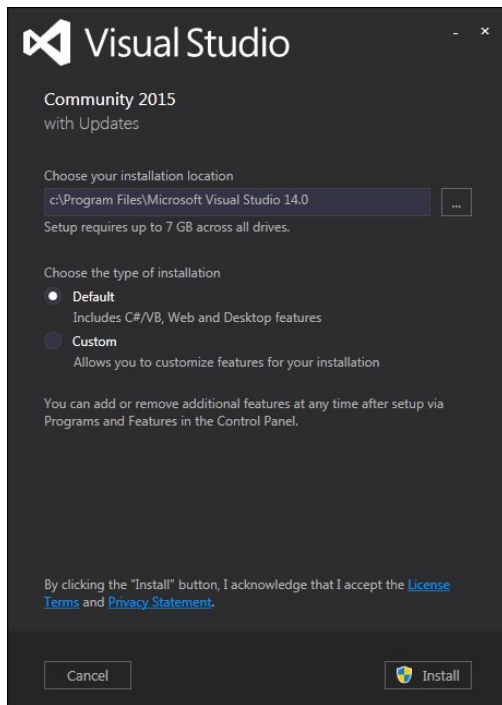 Visual Studio
Community 2015
with Updates
Choose your installation location
c:\Program Files\Microsoft Visual Studio 14.0
...
Setup requires up to 7 GB across all drives.
Choose the type of installation
Default
Includes C#/VB, Web and Desktop features
Custom
Allows you to customize features for your installation
You can add or remove additional features at any time after setup via
Programs and Features in the Control Panel.
By clicking the "Install" button, I acknowledge that I accept the License
Terms and Privacy Statement.
Cancel
Install